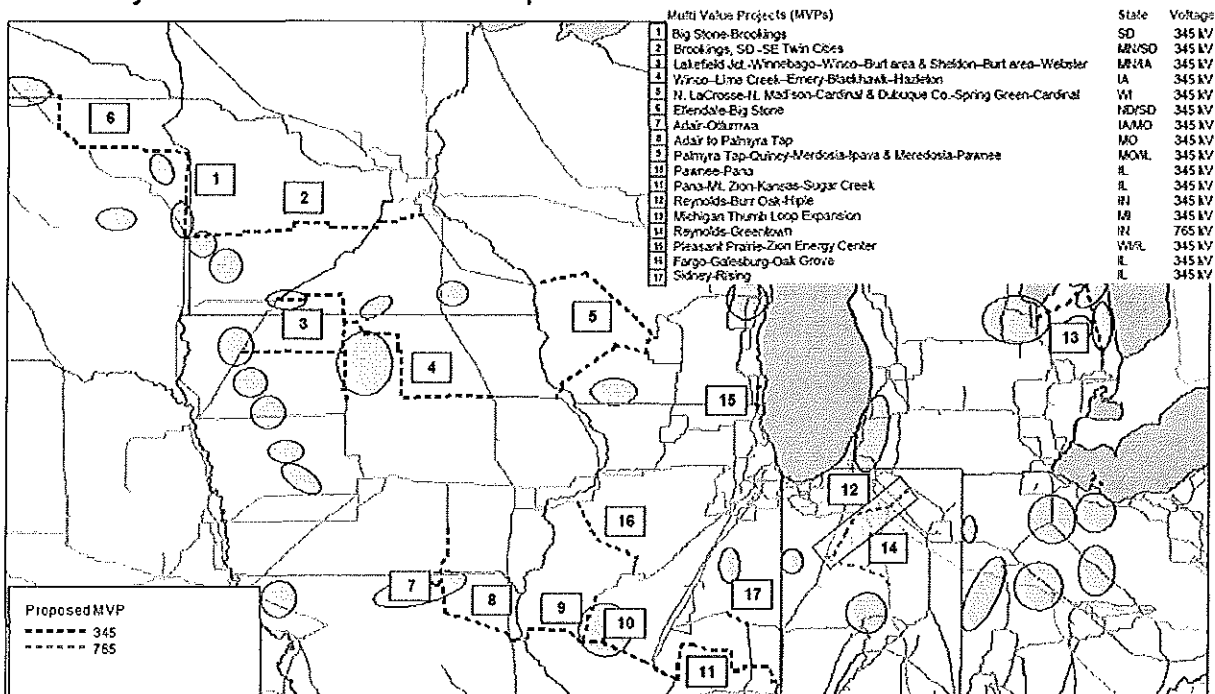 Multi Value Projects (MVPs) State Voltage
1 Big Stone-Brookings SD 345 kV
2 Brookings, SD -SE Twin Cities MN/SD 345 kV
3 Lakefield Jct.-Winnebago-Winco-Burt area & Sheldon-Burt area-Webster MN/IA 345 kV
4 Winco-Lime Creek-Emery-Blackhawk-Hazleton IA 345 kV
5 N. LaCrosse-N. Madison-Cardinal & Dubuque Co.-Spring Green-Cardinal WI 345 kV
6 Ellendale-Big Stone ND/SD 345 kV
7 Adair-Ottumwa IA/MO 345 kV
8 Adair to Palmyra Tap MO 345 kV
9 Palmyra Tap-Quincy-Merdosia-Ipava & Meredosia-Pawnee MO/IL 345 kV
10 Pawnee-Pana IL 345 kV
11 Pana-Mt. Zion-Kansas-Sugar Creek IL 345 kV
12 Reynolds-Burr Oak-Hiple IN 345 kV
13 Michigan Thumb Loop Expansion MI 345 kV
14 Reynolds-Greentown IN 765 kV
15 Pleasant Prairie-Zion Energy Center WI/IL 345 kV
16 Fargo-Galesburg-Oak Grove IL 345 kV
17 Sidney-Rising IL 345 kV
6
1
2
3
4
5
13
15
12
14
16
7
8
9
10
17
11
Proposed MVP
345
765